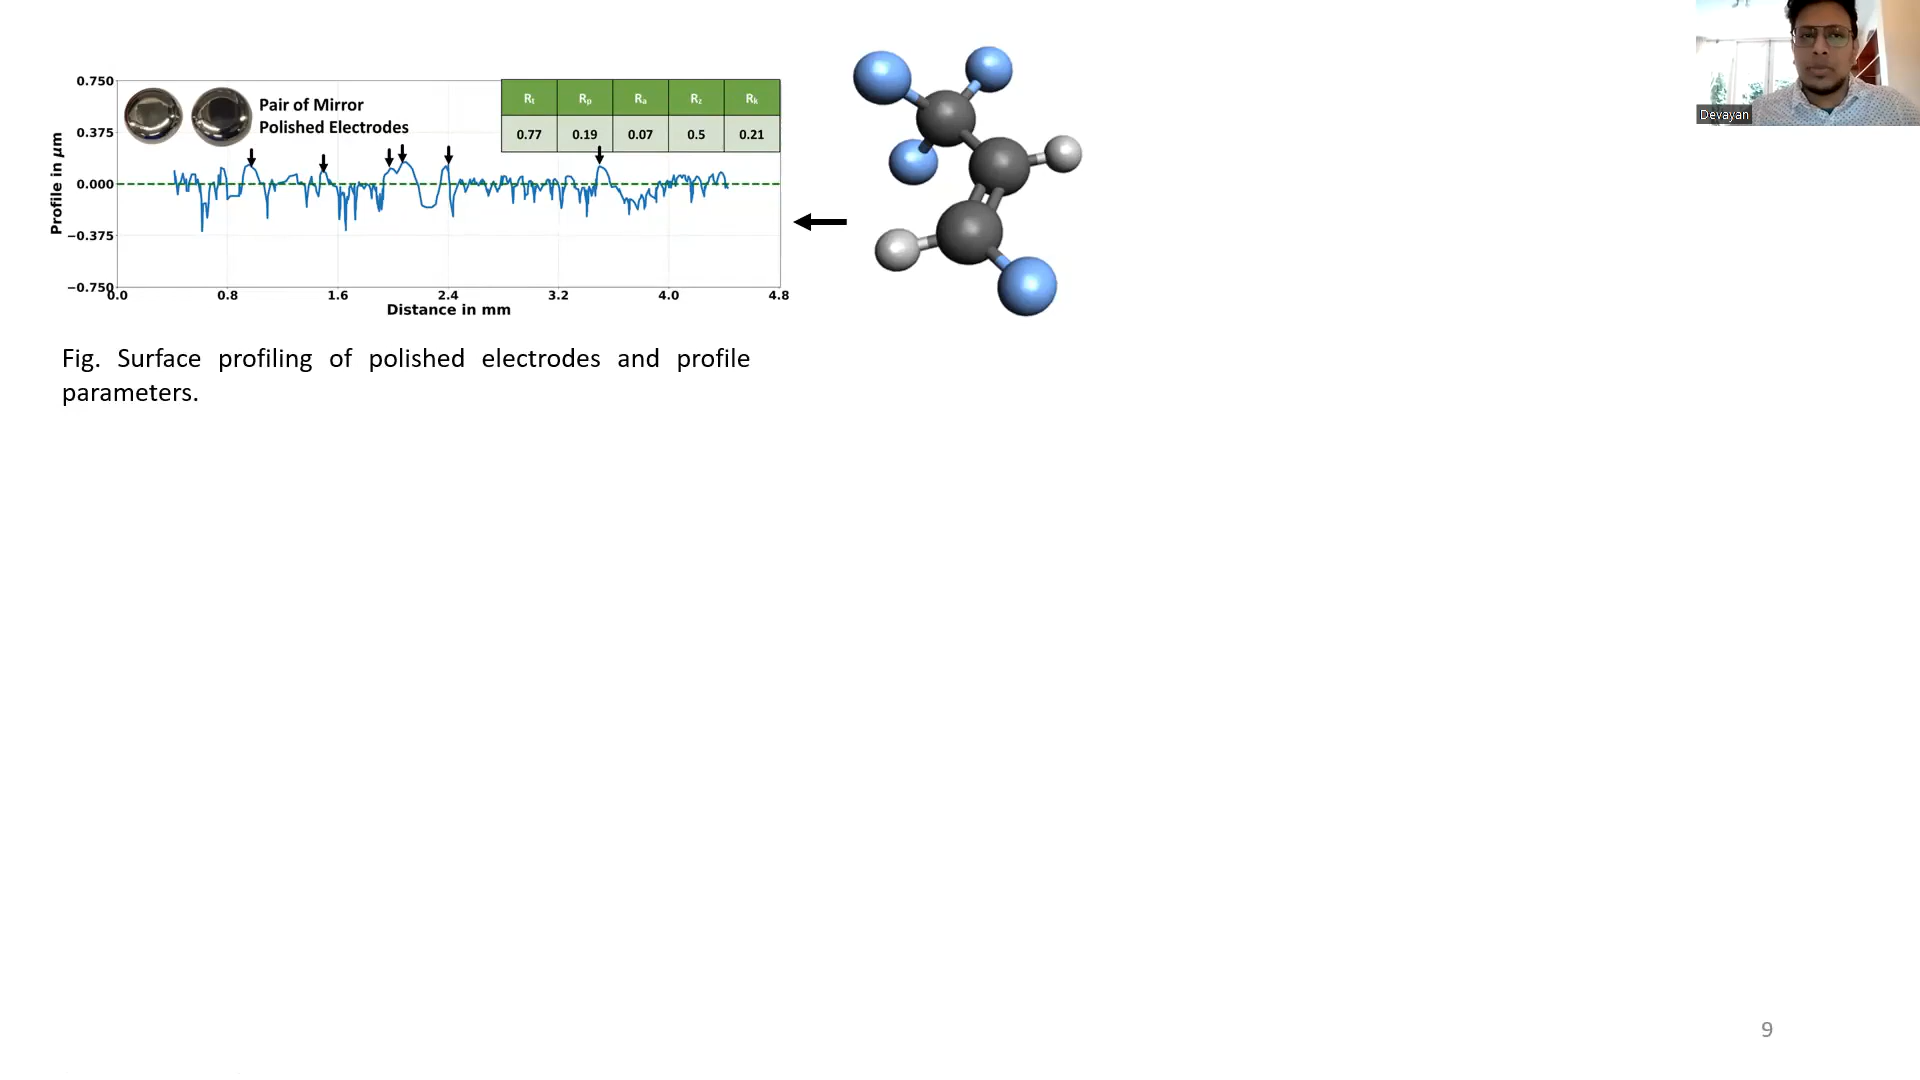 Devayan
0.750
0.375
0.000
−0.375
−0.750
Profile in μm
Pair of Mirror
Polished Electrodes
Rt Rp Ra Rz Rk
0.77 0.19 0.07 0.5 0.21
0.0 0.8 1.6 2.4 3.2 4.0 4.8
Distance in mm
Fig. Surface profiling of polished electrodes and profile
parameters.
9